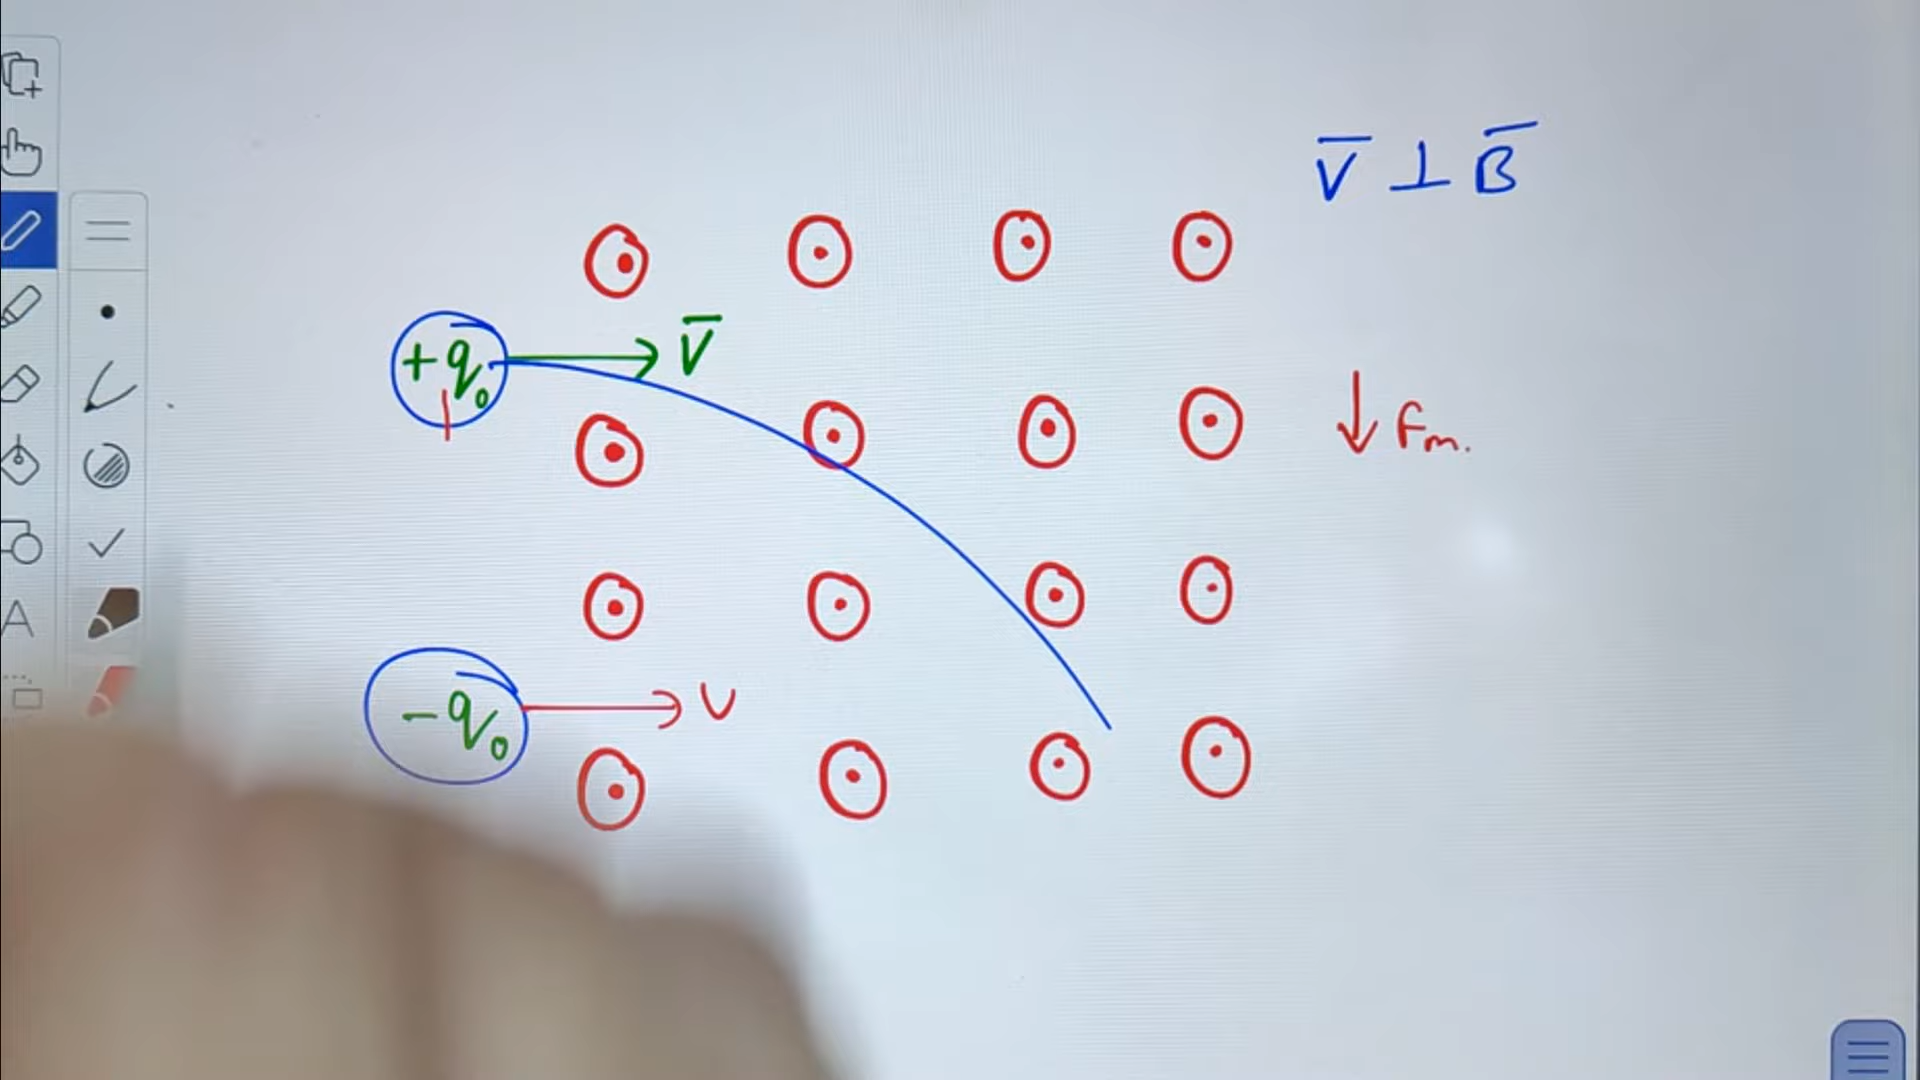 V̅ ⊥ B̅
+q₀ V̅
↓ Fm.
-q₀ V
A